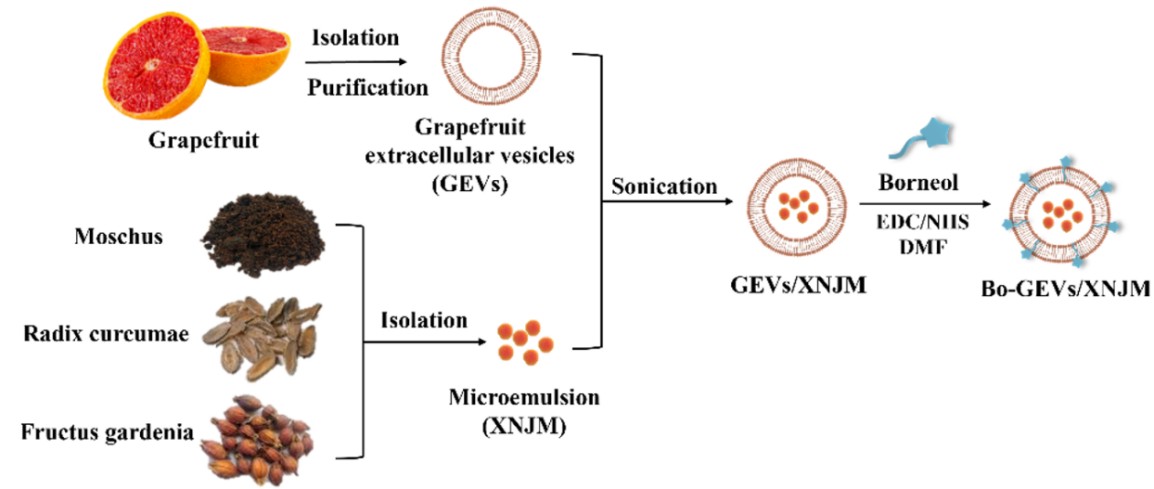 Isolation
Purification
Grapefruit
Grapefruit
extracellular vesicles
(GEVs)
Moschus
Radix curcumae
Fructus gardenia
Isolation
Microemulsion
(XNJM)
Sonication
GEVs/XNJM
Borneol
EDC/NHS
DMF
Bo-GEVs/XNJM